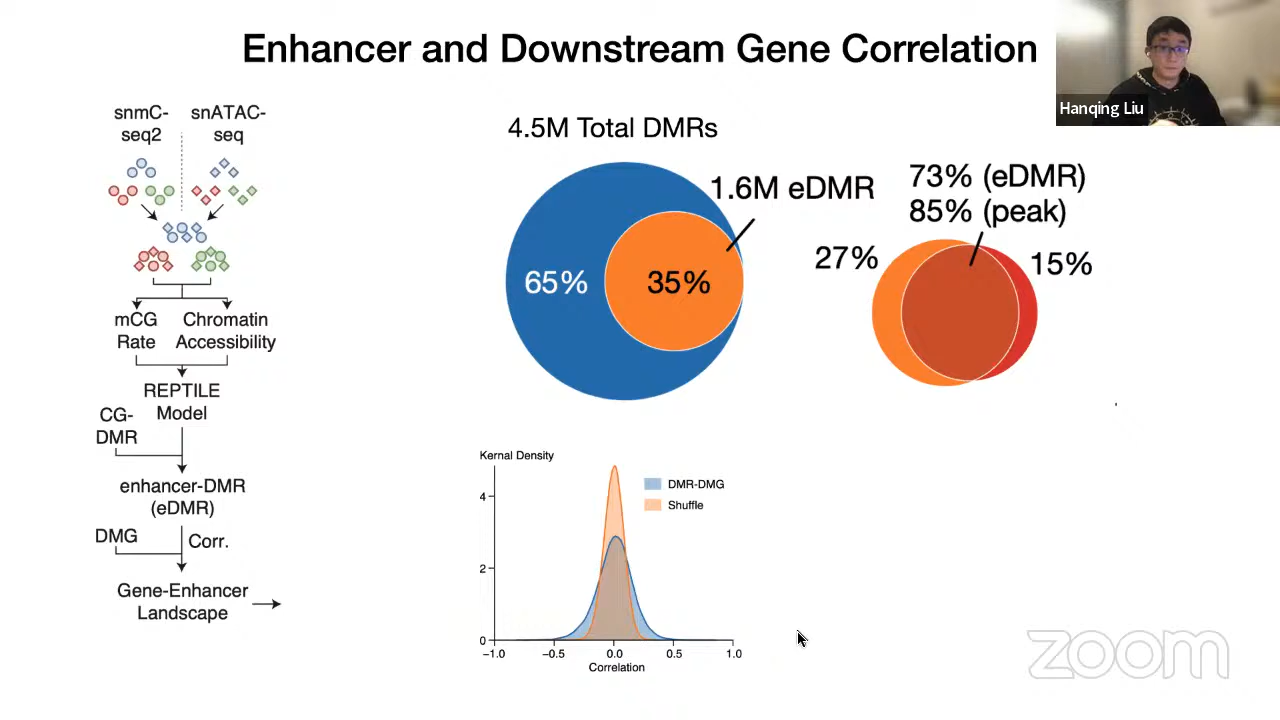 Enhancer and Downstream Gene Correlation
Hanqing Liu
snmC-
seq2
snATAC-
seq
mCG
Rate
Chromatin
Accessibility
REPTILE
Model
CG-
DMR
enhancer-DMR
(eDMR)
DMG
Corr.
Gene-Enhancer
Landscape
4.5M Total DMRs
1.6M eDMR
65%
35%
73% (eDMR)
85% (peak)
27%
15%
Kernal Density
DMR-DMG
Shuffle
4
2
0
−1.0 −0.5 0.0 0.5 1.0
Correlation
zoom